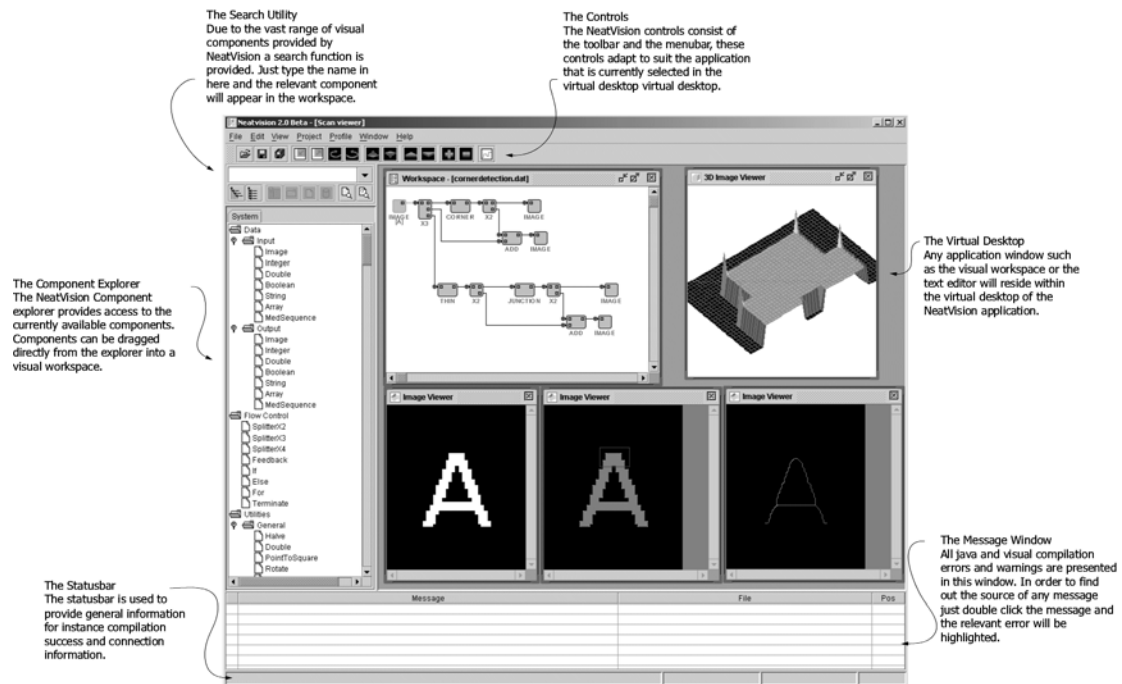 The Search Utility
Due to the vast range of visual
components provided by
NeatVision a search function is
provided. Just type the name in
here and the relevant component
will appear in the workspace.
The Controls
The NeatVision controls consist of
the toolbar and the menubar, these
controls adapt to suit the application
that is currently selected in the
virtual desktop virtual desktop.
Neatvision 2.0 Beta - [Scan viewer]
File Edit View Project Profile Window Help
System
Data
Input
Image
Integer
Double
Boolean
String
Array
MedSequence
Output
Image
Integer
Double
Boolean
String
Array
MedSequence
Flow Control
SplitterX2
SplitterX3
SplitterX4
Feedback
If
Else
For
Terminate
Utilities
General
Halve
Double
PointToSquare
Rotate
Workspace - [cornerdetection.dat]
IMAGE X3 CORNER X2 IMAGE
[A]
ADD IMAGE
THIN X2 JUNCTION X2 IMAGE
ADD IMAGE
3D Image Viewer
Image Viewer
Image Viewer
Image Viewer
The Component Explorer
The NeatVision Component
explorer provides access to the
currently available components.
Components can be dragged
directly from the explorer into a
visual workspace.
The Virtual Desktop
Any application window such
as the visual workspace or the
text editor will reside within
the virtual desktop of the
NeatVision application.
The Message Window
All java and visual compilation
errors and warnings are presented
in this window. In order to find
out the source of any message
just double click the message and
the relevant error will be
highlighted.
Message File Pos
The Statusbar
The statusbar is used to
provide general information
for instance compilation
success and connection
information.